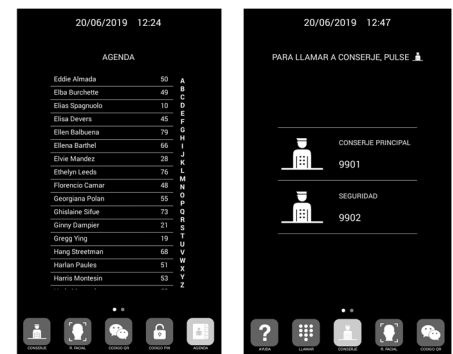 20/06/2019 12:24
AGENDA
Eddie Almada 50
Elba Burchette 49
Elias Spagnuolo 10
Elisa Devers 45
Ellen Balbuena 79
Ellena Barthel 66
Elvie Mandez 28
Ethelyn Leeds 76
Florencio Camar 48
Georgiana Polan 55
Ghislaine Sifue 73
Ginny Dampier 21
Gregg Ying 19
Hang Streetman 68
Harlan Paules 51
Harris Montesin 53
A
B
C
D
E
F
G
H
I
J
K
L
M
N
O
P
Q
R
S
T
U
V
W
X
Y
Z
CONSERJE
R. FACIAL
CODIGO QR
CODIGO PIN
AGENDA
20/06/2019 12:47
PARA LLAMAR A CONSERJE, PULSE
CONSERJE PRINCIPAL
9901
SEGURIDAD
9902
?
AYUDA
LLAMAR
CONSERJE
R. FACIAL
CODIGO QR